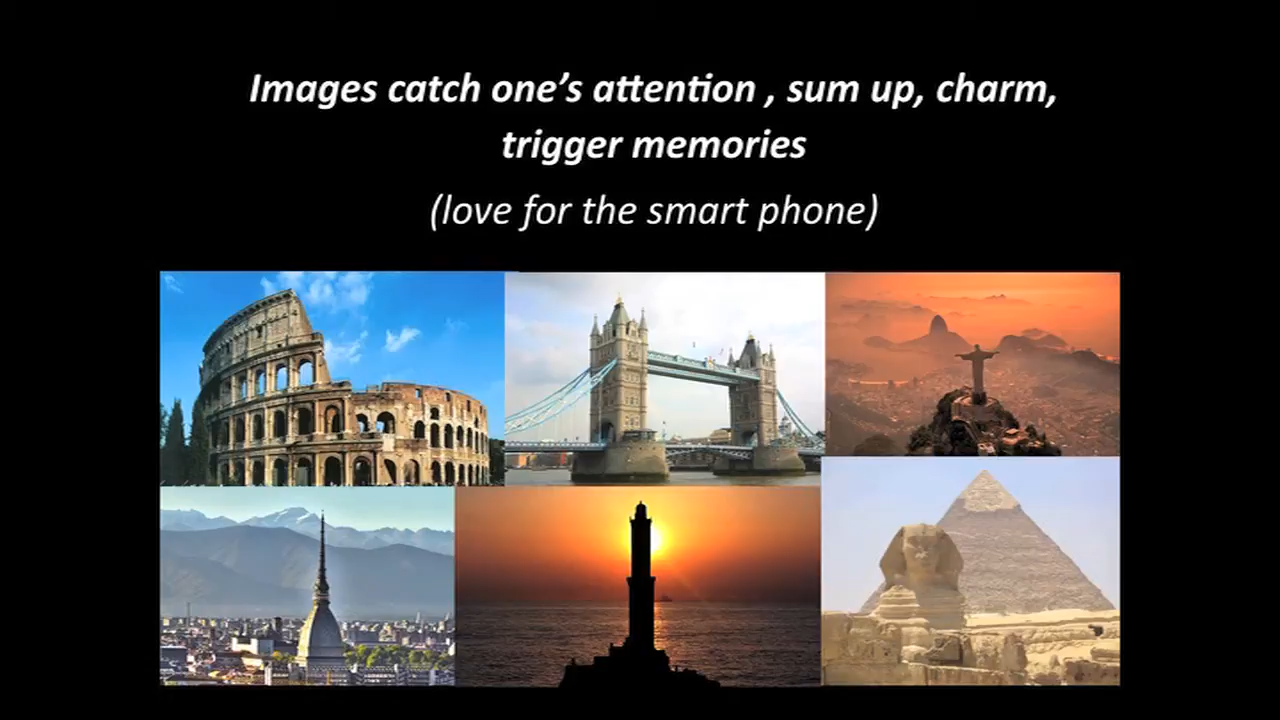 Images catch one’s attention , sum up, charm,
trigger memories
(love for the smart phone)